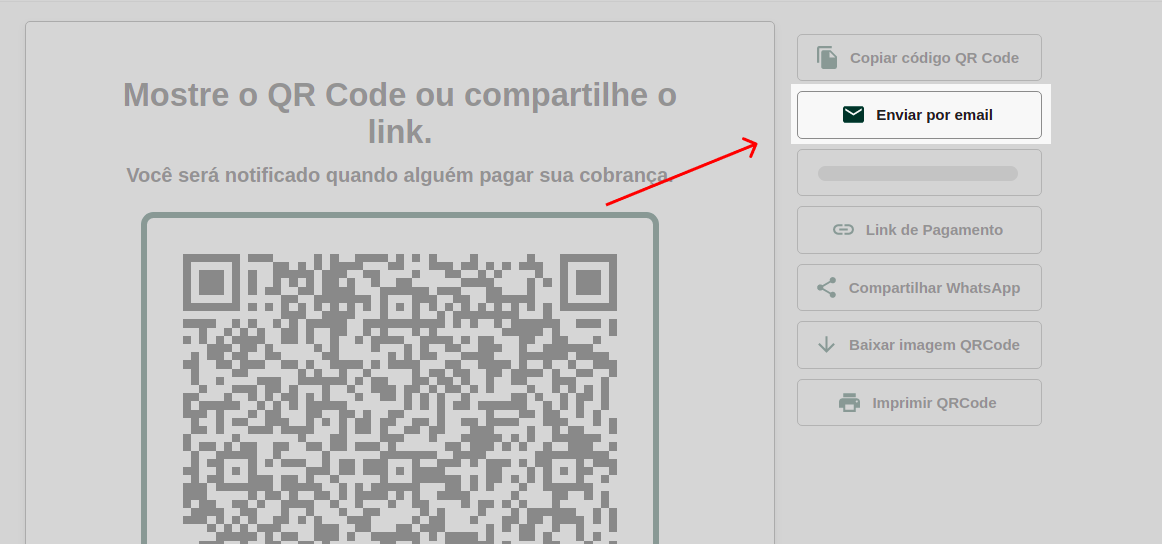 Mostre o QR Code ou compartilhe o
link.
Você será notificado quando alguém pagar sua cobrança.
Copiar código QR Code
Enviar por email
Link de Pagamento
Compartilhar WhatsApp
Baixar imagem QRCode
Imprimir QRCode